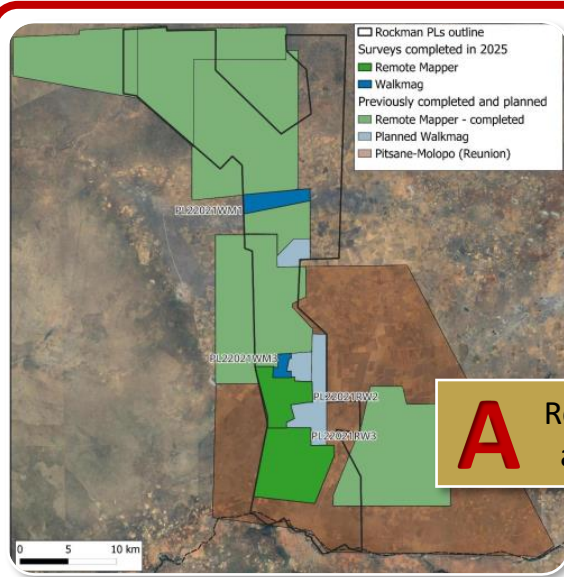 Rockman PLs outline
Surveys completed in 2025
Remote Mapper
Walkmag
Previously completed and planned
Remote Mapper - completed
Planned Walkmag
Pitsane-Molopo (Reunion)
PL22021WM1
PL22021WM3
PL22021RW2
PL22021RW3
A
0 5 10 km